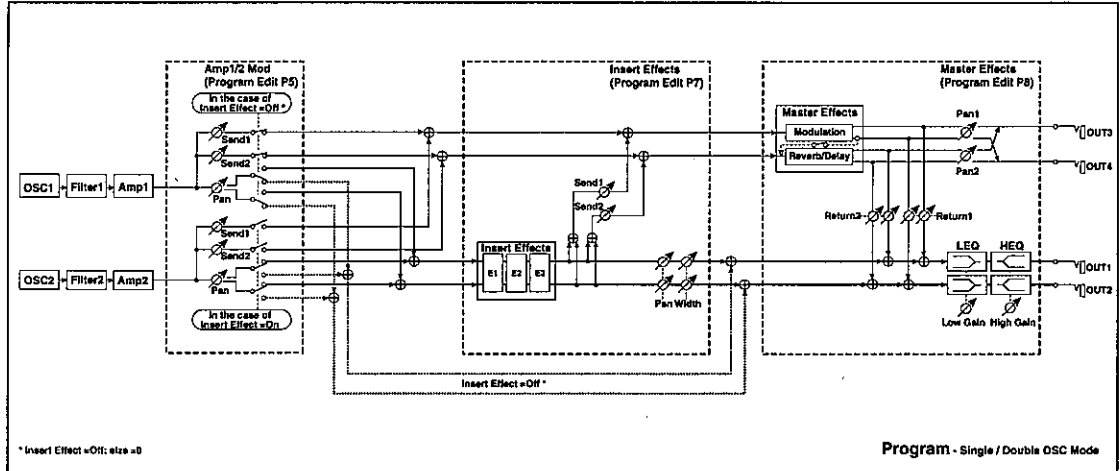 Amp1/2 Mod
(Program Edit P5)
In the case of
Insert Effect =Off *
Send1
Send2
Pan
OSC1
Filter1
Amp1
Send1
Send2
Pan
OSC2
Filter2
Amp2
In the case of
Insert Effect =On
Insert Effects
(Program Edit P7)
Send1
Send2
Insert Effects
E1
E2
E3
Pan Width
Insert Effect =Off *
Master Effects
(Program Edit P8)
Master Effects
Modulation
Reverb/Delay
Pan1
Pan2
OUT3
OUT4
Return2
Return1
LEQ
HEQ
OUT1
OUT2
Low Gain
High Gain
* Insert Effect =Off: size =0
Program - Single / Double OSC Mode